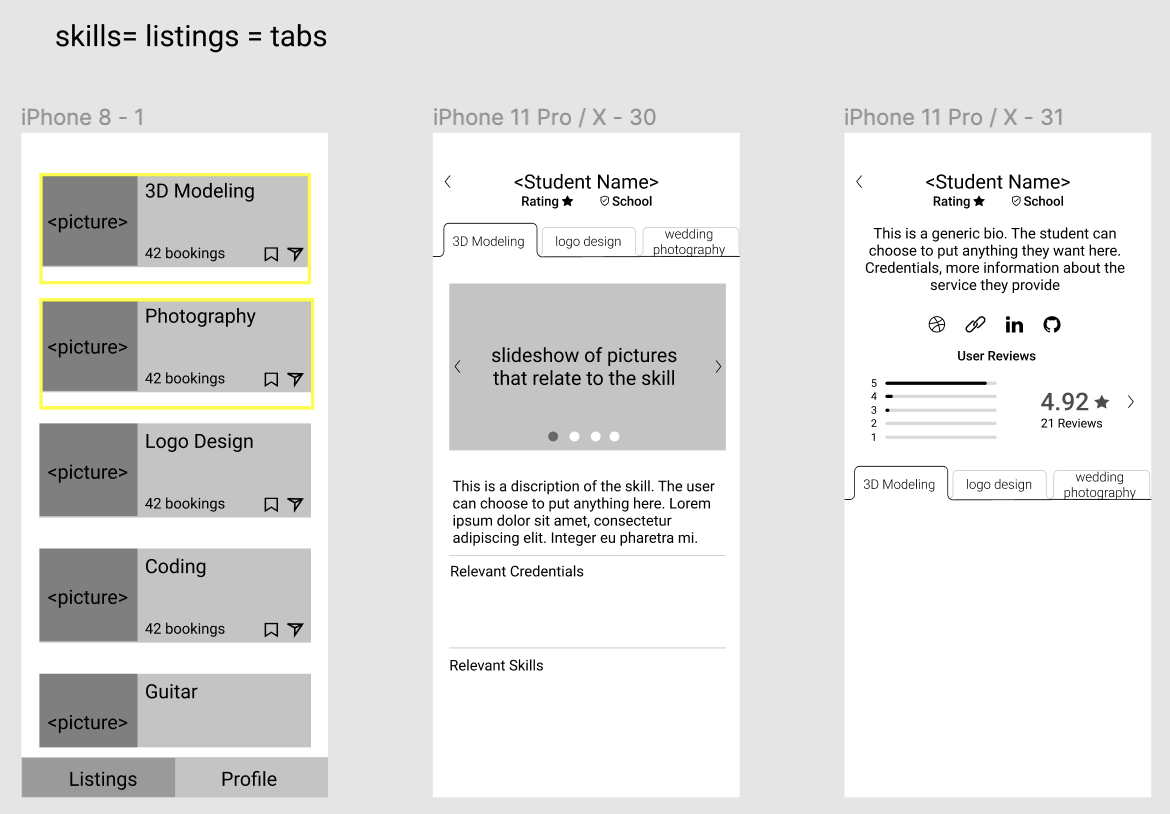 skills= listings = tabs
iPhone 8 - 1
3D Modeling
<picture>
42 bookings
Photography
<picture>
42 bookings
Logo Design
<picture>
42 bookings
Coding
<picture>
42 bookings
Guitar
<picture>
Listings
Profile
iPhone 11 Pro / X - 30
<Student Name>
Rating
School
3D Modeling
logo design
wedding
photography
slideshow of pictures
that relate to the skill
This is a discription of the skill. The user
can choose to put anything here. Lorem
ipsum dolor sit amet, consectetur
adipiscing elit. Integer eu pharetra mi.
Relevant Credentials
Relevant Skills
iPhone 11 Pro / X - 31
<Student Name>
Rating
School
This is a generic bio. The student can
choose to put anything they want here.
Credentials, more information about the
service they provide
in
User Reviews
5
4
3
2
1
4.92
21 Reviews
3D Modeling
logo design
wedding
photography